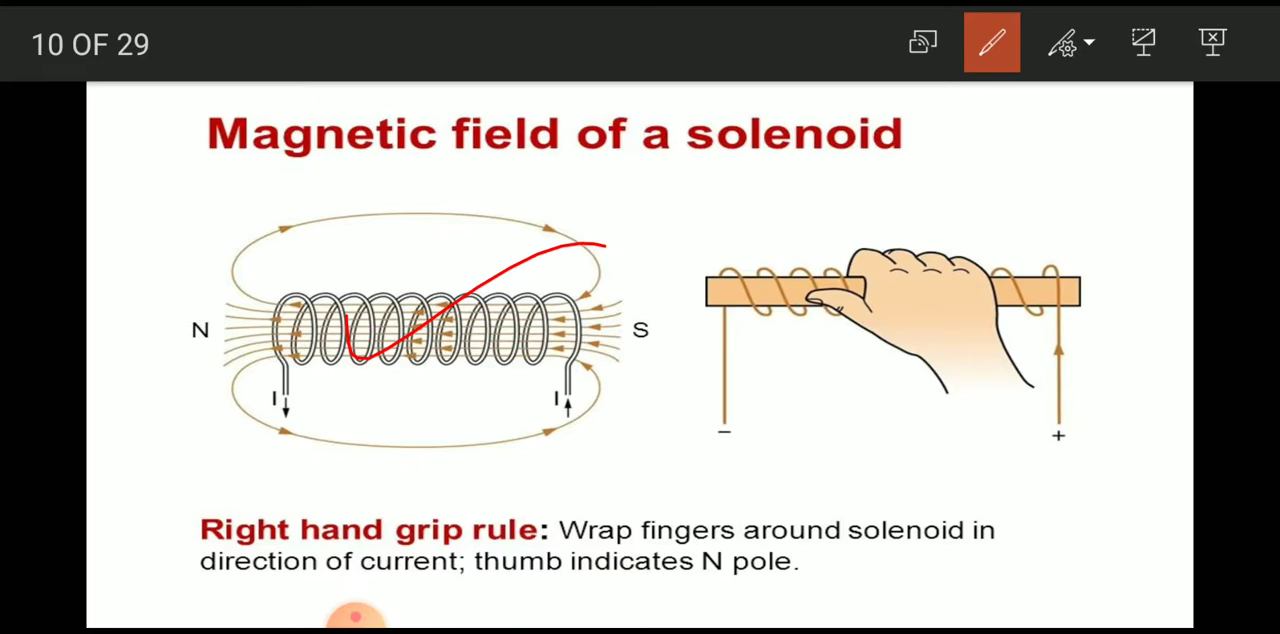 10 OF 29
Magnetic field of a solenoid
N
S
I
I
−
+
Right hand grip rule: Wrap fingers around solenoid in
direction of current; thumb indicates N pole.